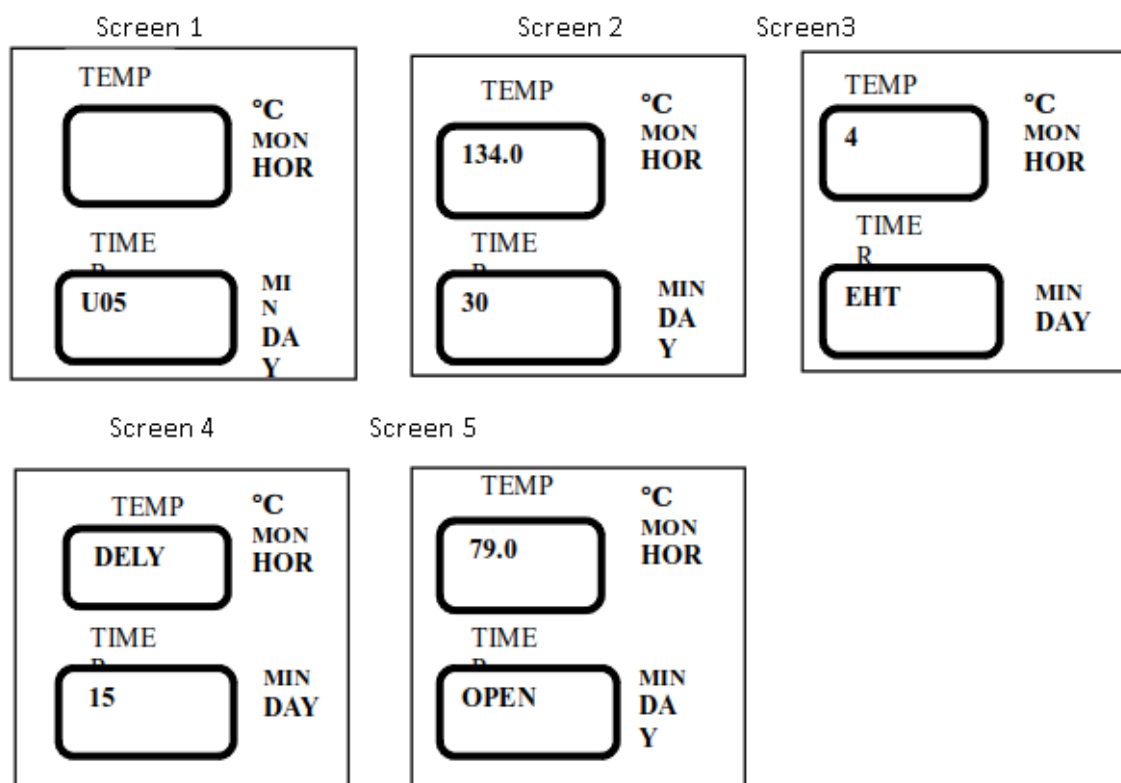 Screen 1
TEMP
°C
MON
HOR
TIME
U05
MI
N
DA
Y
Screen 2
TEMP
134.0
°C
MON
HOR
TIME
30
MIN
DA
Y
Screen3
TEMP
4
°C
MON
HOR
TIME
R
EHT
MIN
DAY
Screen 4
TEMP
DELY
°C
MON
HOR
TIME
15
MIN
DAY
Screen 5
TEMP
79.0
°C
MON
HOR
TIME
OPEN
MIN
DA
Y